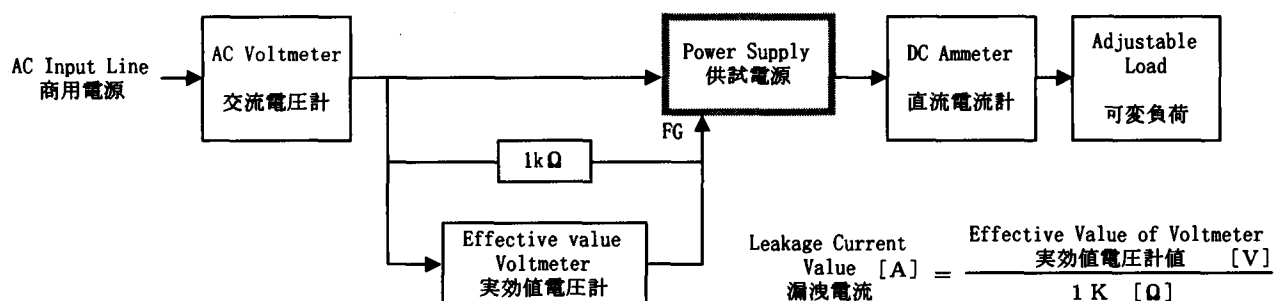 AC Input Line
商用電源
AC Voltmeter
交流電圧計
Power Supply
供試電源
DC Ammeter
直流電流計
Adjustable
Load
可変負荷
FG
1kΩ
Effective value
Voltmeter
実効値電圧計
Leakage Current
Value [A] =
漏洩電流
Effective Value of Voltmeter
実効値電圧計値 [V]
1 K [Ω]